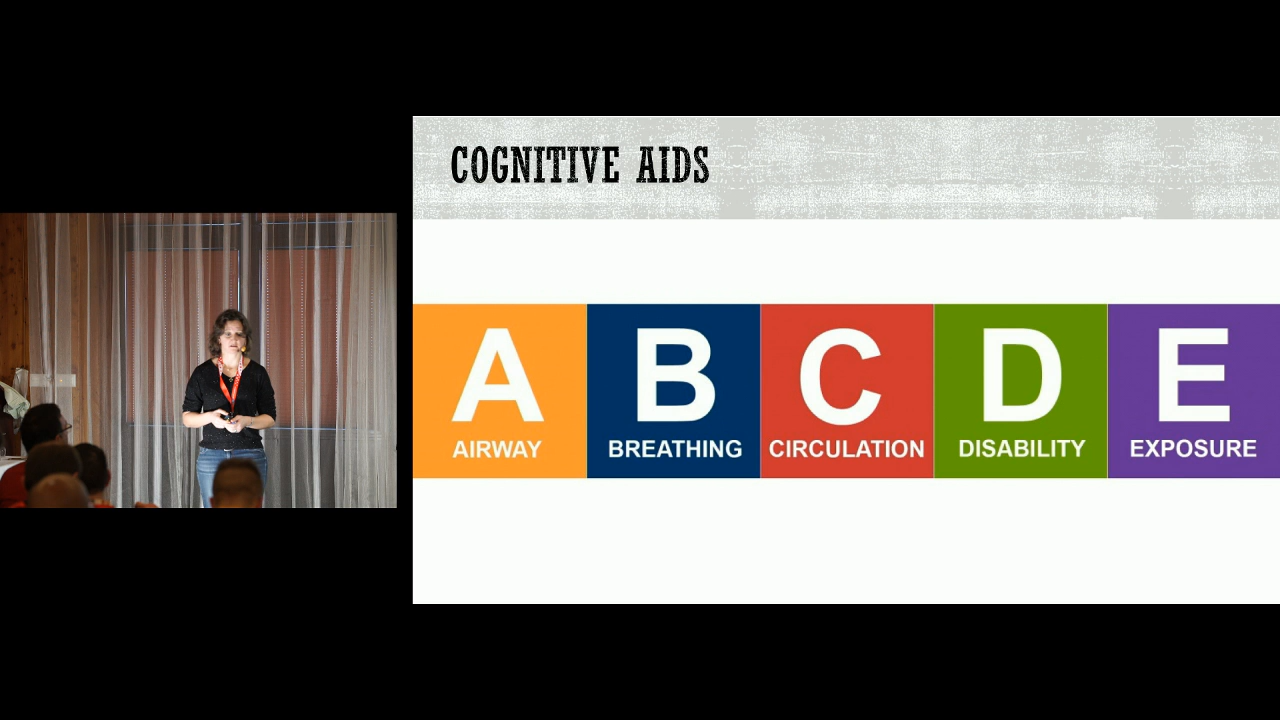 COGNITIVE AIDS
A B C D E
AIRWAY BREATHING CIRCULATION DISABILITY EXPOSURE